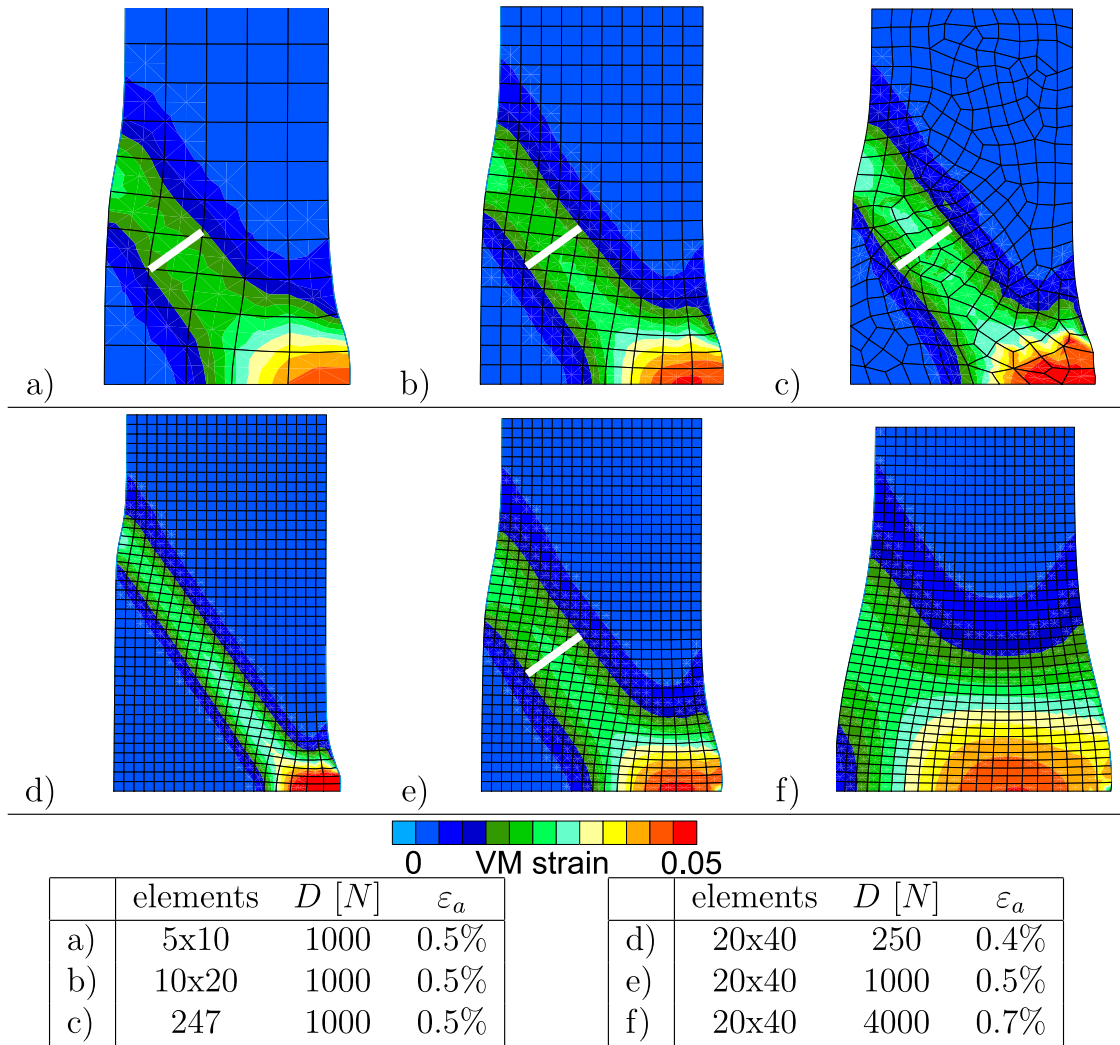 a) b) c)
d) e) f)
0 VM strain 0.05
elements D [N] εₐ
a) 5x10 1000 0.5%
b) 10x20 1000 0.5%
c) 247 1000 0.5%
elements D [N] εₐ
d) 20x40 250 0.4%
e) 20x40 1000 0.5%
f) 20x40 4000 0.7%